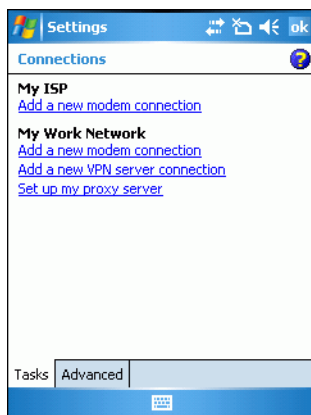 Settings
ok
Connections
?
My ISP
Add a new modem connection
My Work Network
Add a new modem connection
Add a new VPN server connection
Set up my proxy server
Tasks Advanced